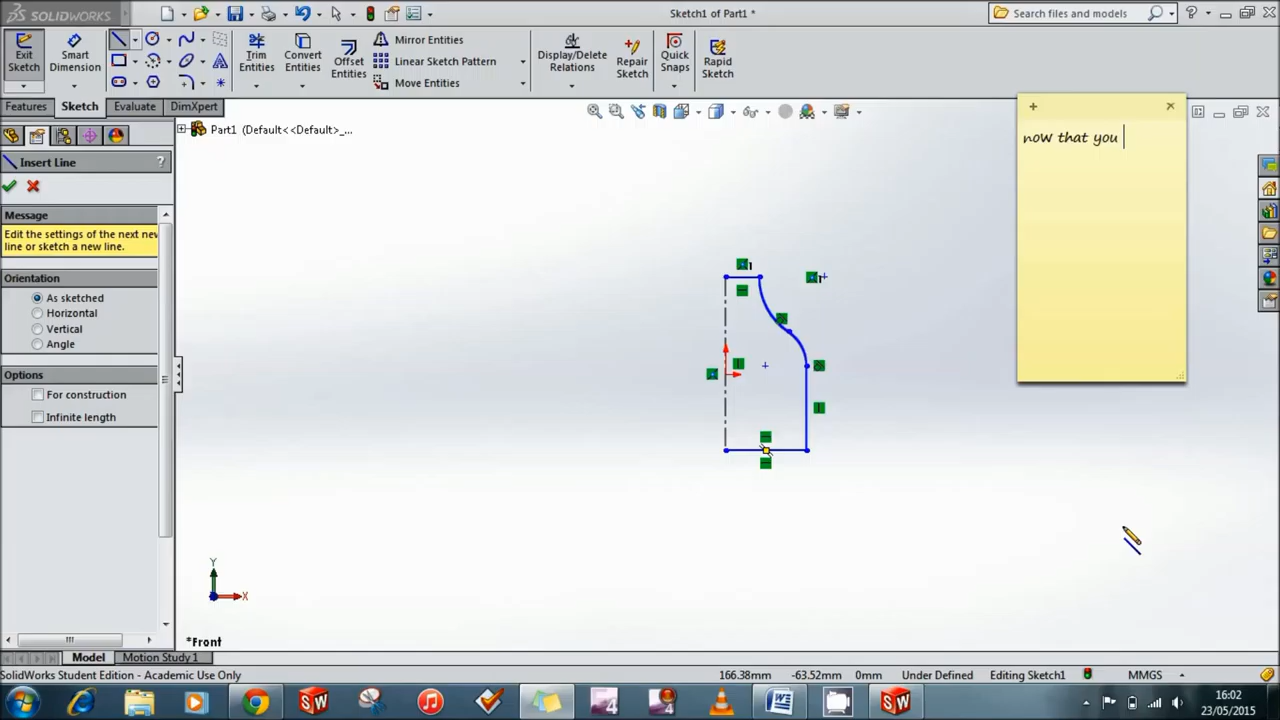 SOLIDWORKS
Sketch1 of Part1 *
Search files and models
Exit Sketch
Smart Dimension
Trim Entities
Convert Entities
Offset Entities
Mirror Entities
Linear Sketch Pattern
Move Entities
Display/Delete Relations
Repair Sketch
Quick Snaps
Rapid Sketch
Features
Sketch
Evaluate
DimXpert
Part1 (Default<<Default>_...
Insert Line
?
Message
Edit the settings of the next new
line or sketch a new line.
Orientation
As sketched
Horizontal
Vertical
Angle
Options
For construction
Infinite length
now that you
Y
X
*Front
Model
Motion Study 1
SolidWorks Student Edition - Academic Use Only
166.38mm
-63.52mm
0mm
Under Defined
Editing Sketch1
MMGS
16:02
23/05/2015